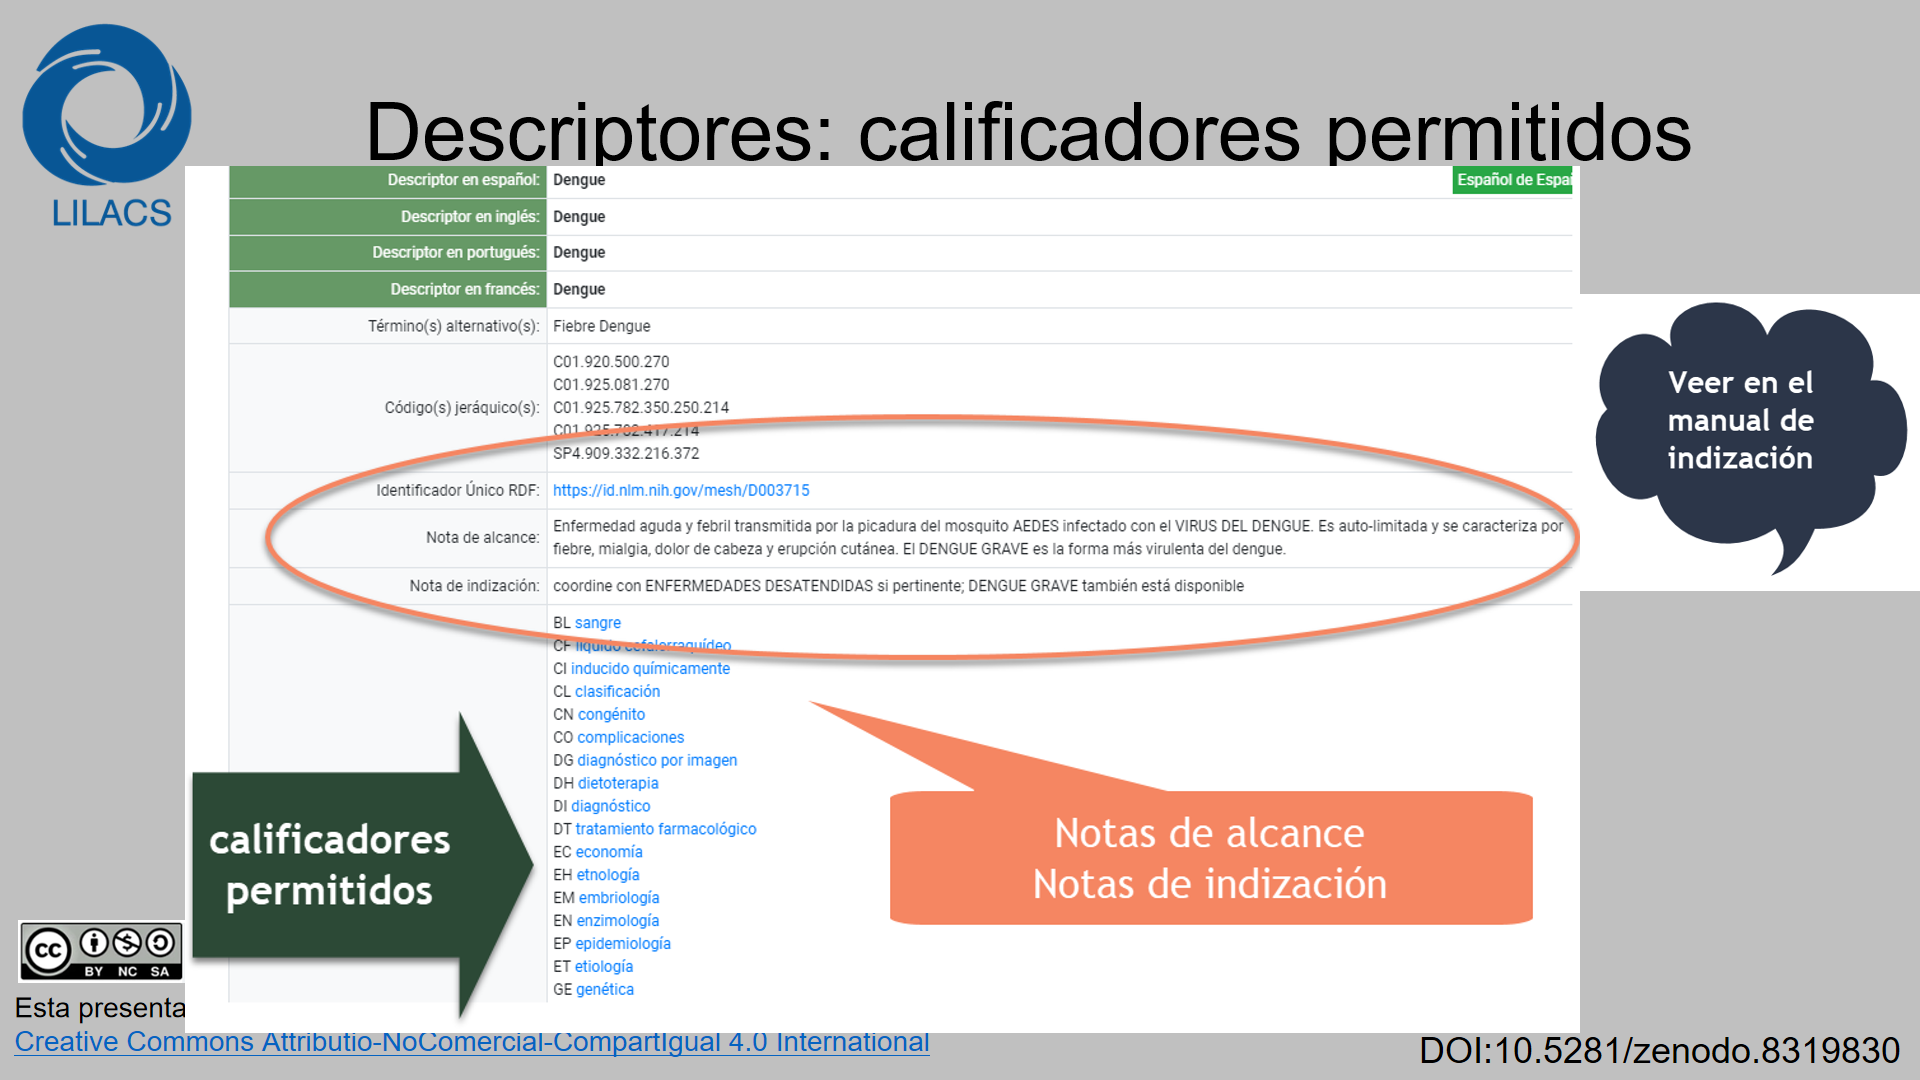 LILACS
Descriptores: calificadores permitidos
Descriptor en español: Dengue
Español de Espai
Descriptor en inglés: Dengue
Descriptor en portugués: Dengue
Descriptor en francés: Dengue
Término(s) alternativo(s): Fiebre Dengue
Código(s) jeráquico(s):
C01.920.500.270
C01.925.081.270
C01.925.782.350.250.214
C01.925.782.417.214
SP4.909.332.216.372
Identificador Único RDF: https://id.nlm.nih.gov/mesh/D003715
Nota de alcance:
Enfermedad aguda y febril transmitida por la picadura del mosquito AEDES infectado con el VIRUS DEL DENGUE. Es auto-limitada y se caracteriza por
fiebre, mialgia, dolor de cabeza y erupción cutánea. El DENGUE GRAVE es la forma más virulenta del dengue.
Nota de indización: coordine con ENFERMEDADES DESATENDIDAS si pertinente; DENGUE GRAVE también está disponible
BL sangre
CF líquido cefalorraquídeo
CI inducido químicamente
CL clasificación
CN congénito
CO complicaciones
DG diagnóstico por imagen
DH dietoterapia
DI diagnóstico
DT tratamiento farmacológico
EC economía
EH etnología
EM embriología
EN enzimología
EP epidemiología
ET etiología
GE genética
Veer en el
manual de
indización
calificadores
permitidos
Notas de alcance
Notas de indización
cc
BY NC SA
Esta presenta
Creative Commons Attributio-NoComercial-CompartIgual 4.0 International
DOI:10.5281/zenodo.8319830